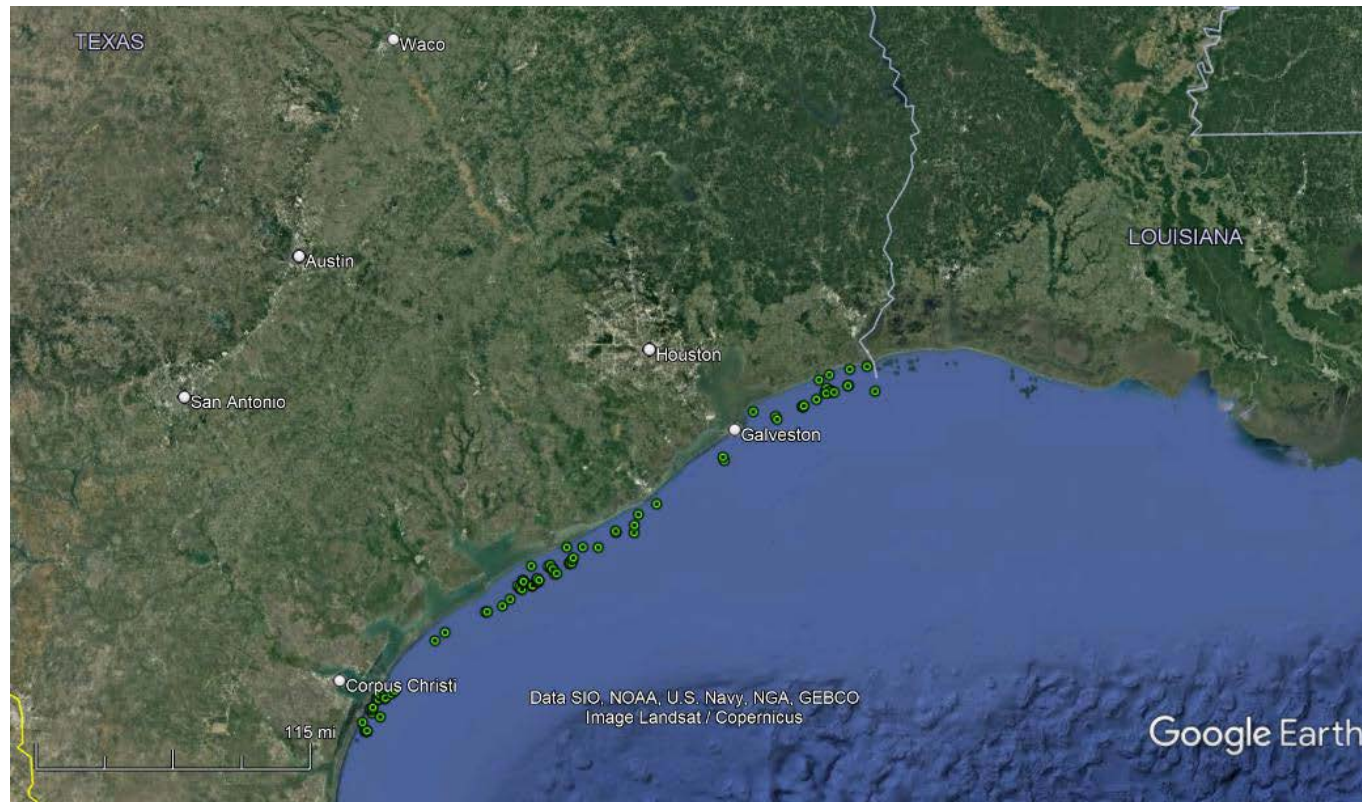 TEXAS
Waco
LOUISIANA
Austin
Houston
San Antonio
Galveston
Corpus Christi
Data SIO, NOAA, U.S. Navy, NGA, GEBCO
Image Landsat / Copernicus
115 mi
Google Earth